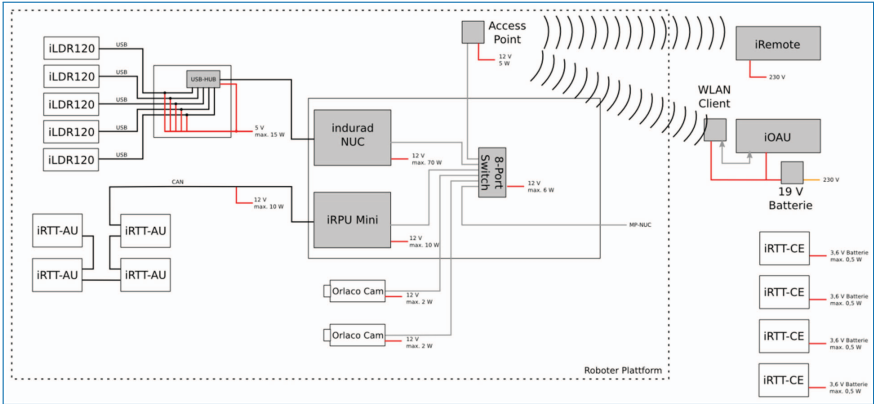 iLDR120
USB
iLDR120
USB
iLDR120
USB
iLDR120
USB
iLDR120
USB
USB-HUB
5 V
max. 15 W
indurad
NUC
12 V
max. 70 W
iRPU Mini
12 V
max. 10 W
8-Port
Switch
12 V
max. 6 W
MP-NUC
Access
Point
12 V
5 W
CAN
12 V
max. 10 W
iRTT-AU
iRTT-AU
iRTT-AU
iRTT-AU
Orlaco Cam
12 V
max. 2 W
Orlaco Cam
12 V
max. 2 W
Roboter Plattform
iRemote
230 V
WLAN
Client
iOAU
19 V
Batterie
230 V
iRTT-CE
3,6 V Batterie
max. 0,5 W
iRTT-CE
3,6 V Batterie
max. 0,5 W
iRTT-CE
3,6 V Batterie
max. 0,5 W
iRTT-CE
3,6 V Batterie
max. 0,5 W